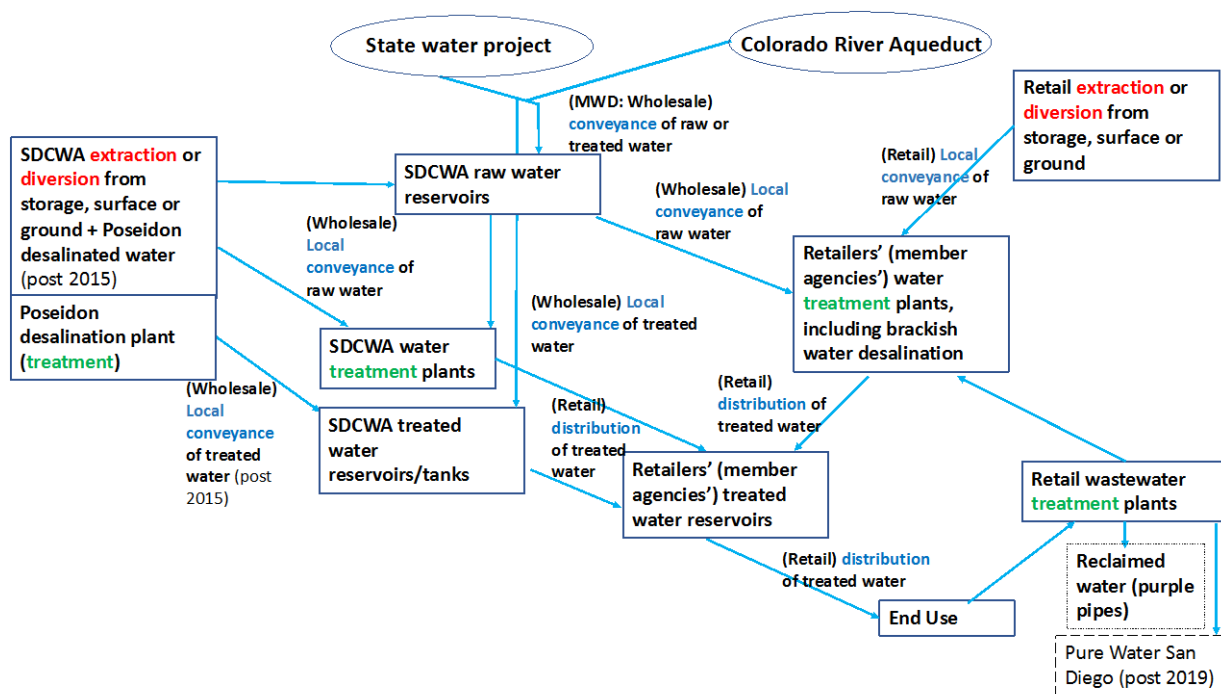 State water project
Colorado River Aqueduct
(MWD: Wholesale)
conveyance of raw or
treated water
Retail extraction or
diversion from
storage, surface or
ground
SDCWA extraction or
diversion from
storage, surface or
ground + Poseidon
desalinated water
(post 2015)
SDCWA raw water
reservoirs
(Retail) Local
conveyance of
raw water
(Wholesale) Local
conveyance of
raw water
(Wholesale)
Local
conveyance of
raw water
Retailers’ (member
agencies’) water
treatment plants,
including brackish
water desalination
Poseidon
desalination plant
(treatment)
(Wholesale) Local
conveyance of treated
water
SDCWA water
treatment plants
(Wholesale)
Local
conveyance
of treated
water (post
2015)
SDCWA treated
water
reservoirs/tanks
(Retail)
distribution
of treated
water
(Retail)
distribution of
treated water
Retailers’ (member
agencies’) treated
water reservoirs
Retail wastewater
treatment plants
(Retail) distribution
of treated water
Reclaimed
water (purple
pipes)
End Use
Pure Water San
Diego (post 2019)